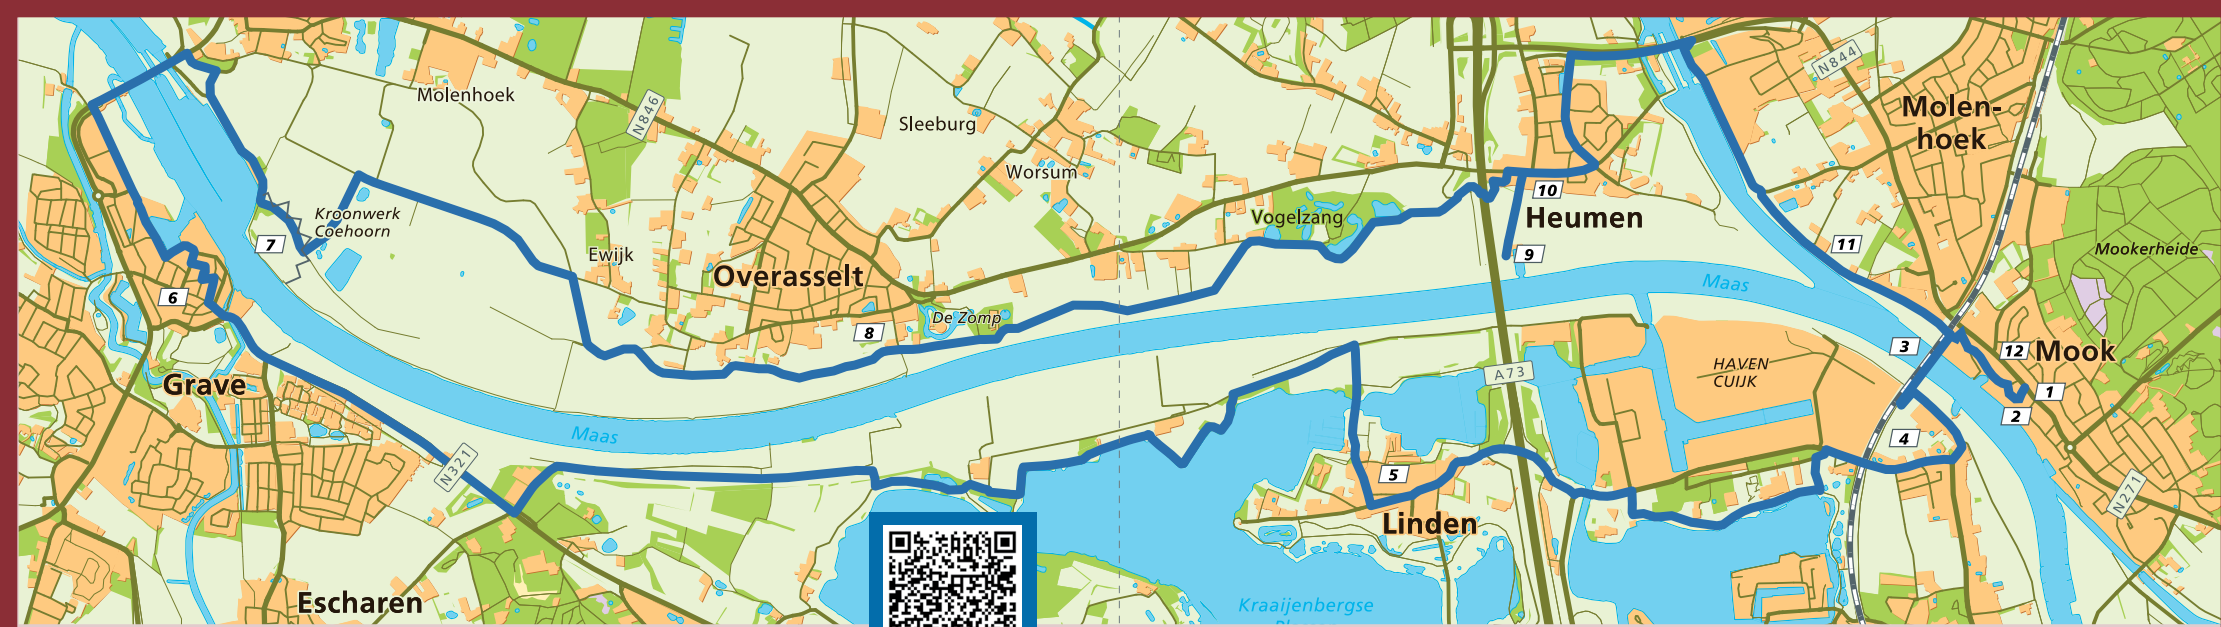 N844
Molenhoek
N846
Molen-
hoek
Sleeburg
Worsum
Kroonwerk
Coehoorn
7
Vogelzang
10
Heumen
9
11
Mookerheide
Ewijk
Overasselt
Maas
6
De Zomp
8
3
12
Mook
Grave
HAVEN
CUIJK
A73
1
2
Maas
4
N321
5
N271
Linden
Escharen
Kraaijenbergse